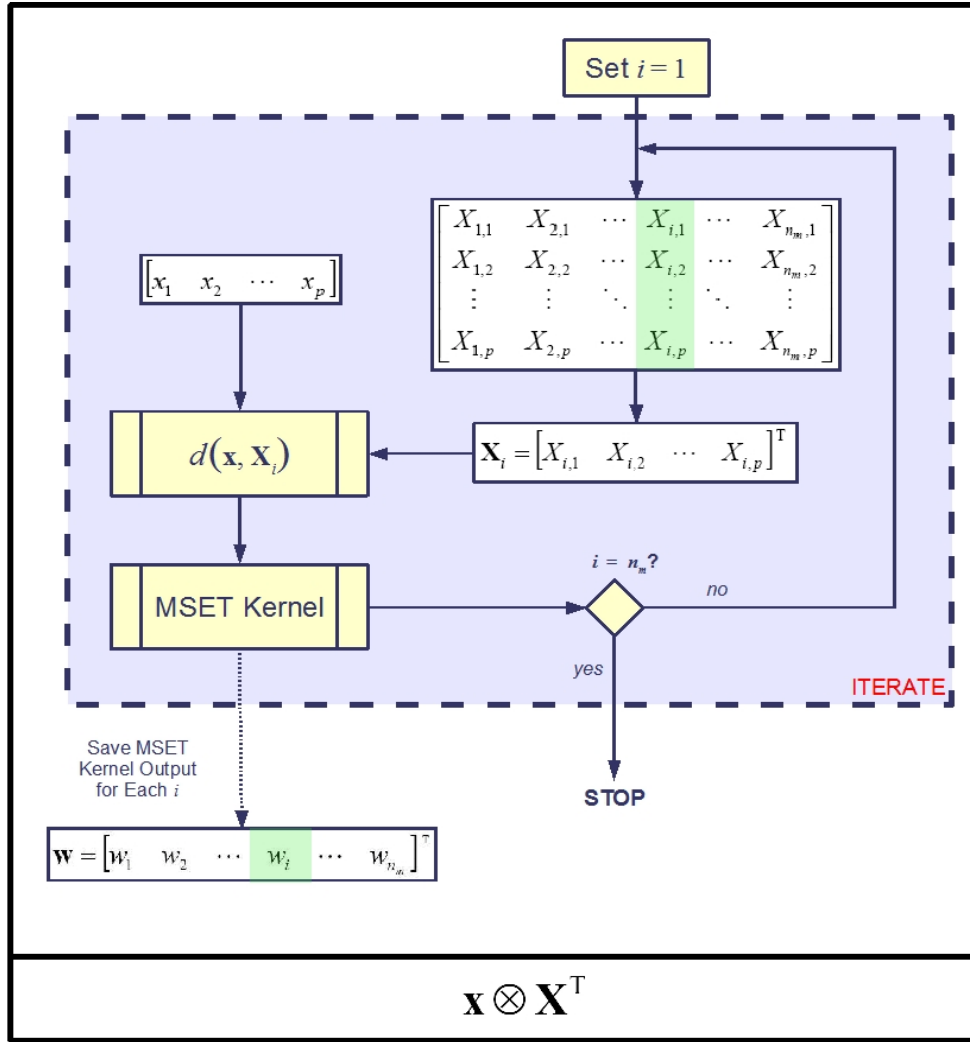 Set i = 1
X1,1 X2,1 ⋯ Xi,1 ⋯ Xnm,1
X1,2 X2,2 ⋯ Xi,2 ⋯ Xnm,2
⋮ ⋮ ⋱ ⋮ ⋱ ⋮
X1,p X2,p ⋯ Xi,p ⋯ Xnm,p
[x1 x2 ⋯ xp]
d(x, Xi)
Xi = [Xi,1 Xi,2 ⋯ Xi,p]T
MSET Kernel
i = nm?
no
yes
ITERATE
Save MSET
Kernel Output
for Each i
STOP
w = [w1 w2 ⋯ wi ⋯ wnm]T
x ⊗ XT